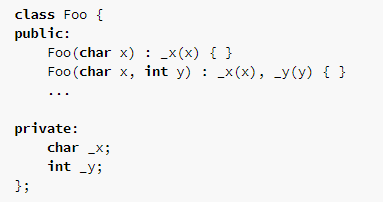 class Foo {
public:
    Foo(char x) : _x(x) { }
    Foo(char x, int y) : _x(x), _y(y) { }
    ...

private:
    char _x;
    int _y;
};